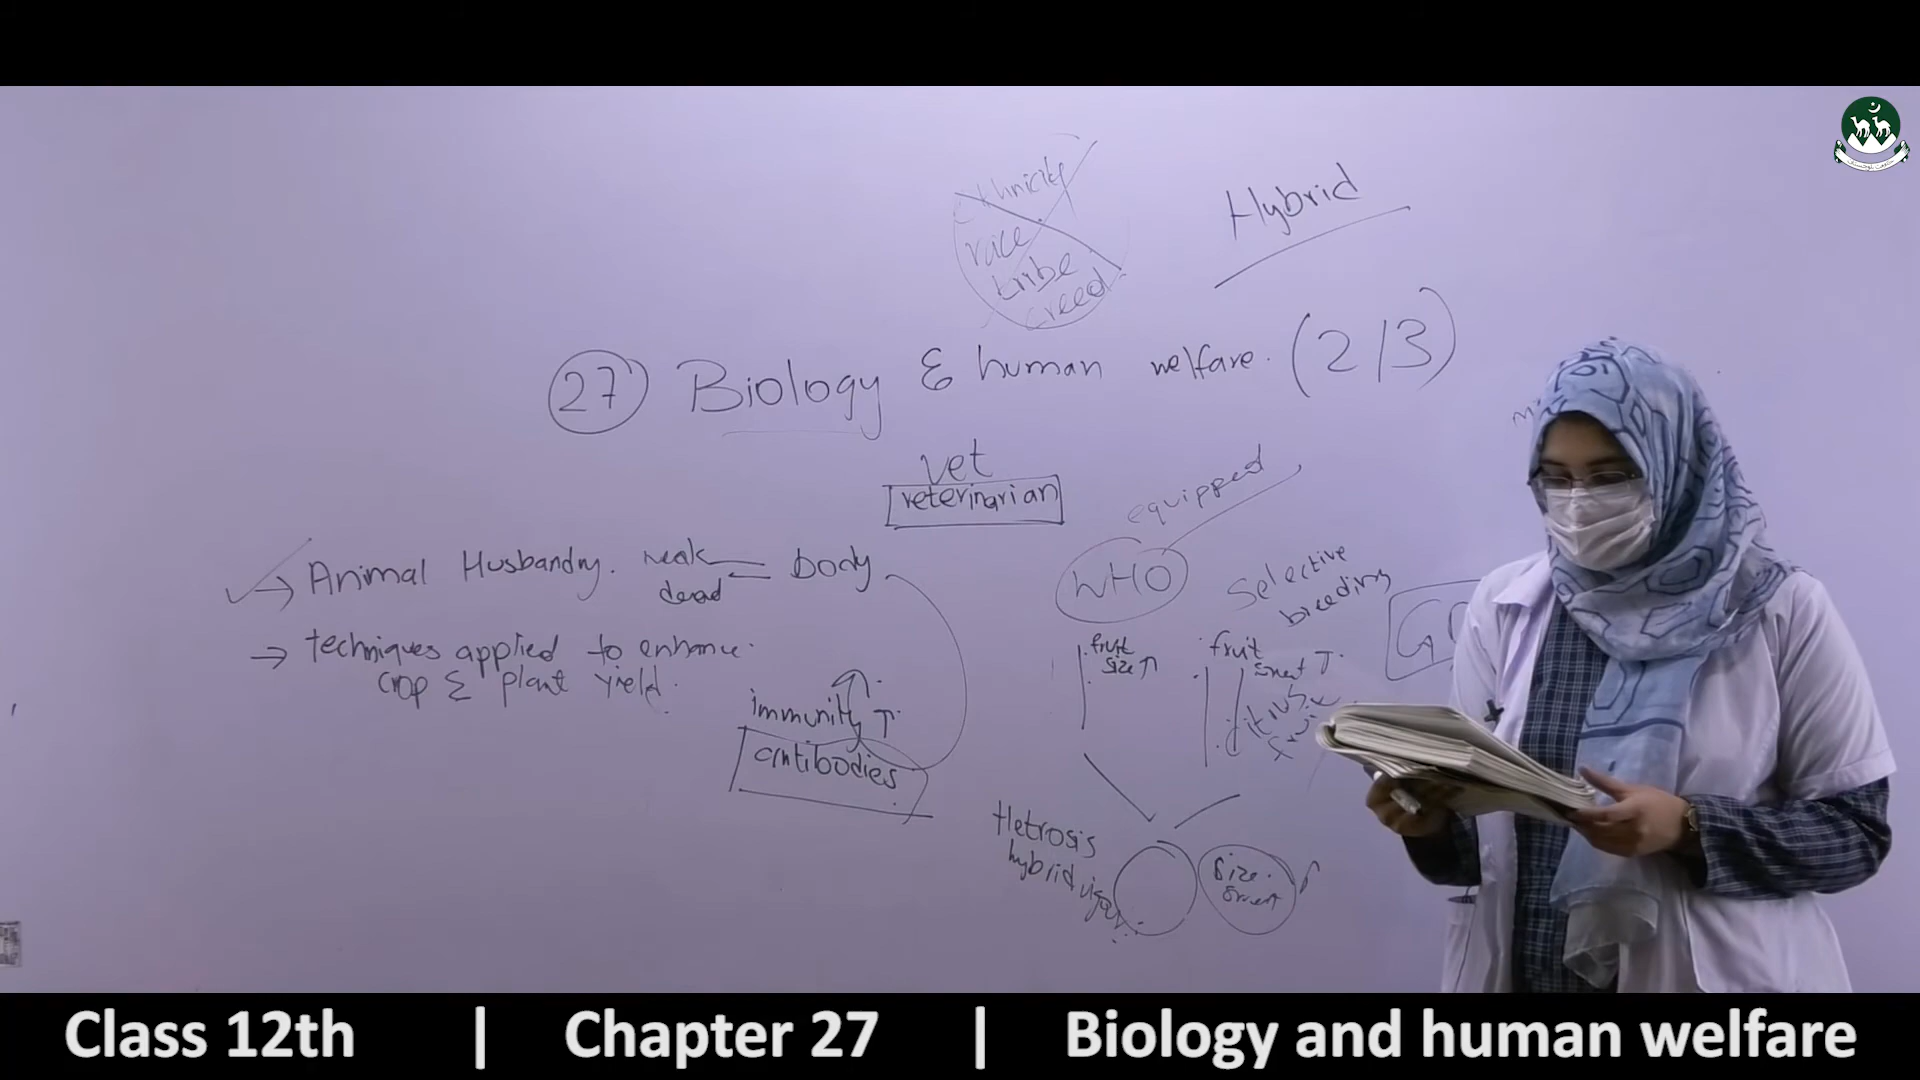 ethnicity
race
tribe
creed
Hybrid
27 Biology & human welfare. (2/3)
vet
veterinarian
equipped
→ Animal Husbandry. weak body
dead
WHO
Selective
breeding
→ techniques applied to enhance
crop & plant yield.
fruit
size ↑
fruit
sweet ↑
immunity ↑
antibodies
Hetrosis
hybrid vigor
size.
sweet
Class 12th | Chapter 27 | Biology and human welfare